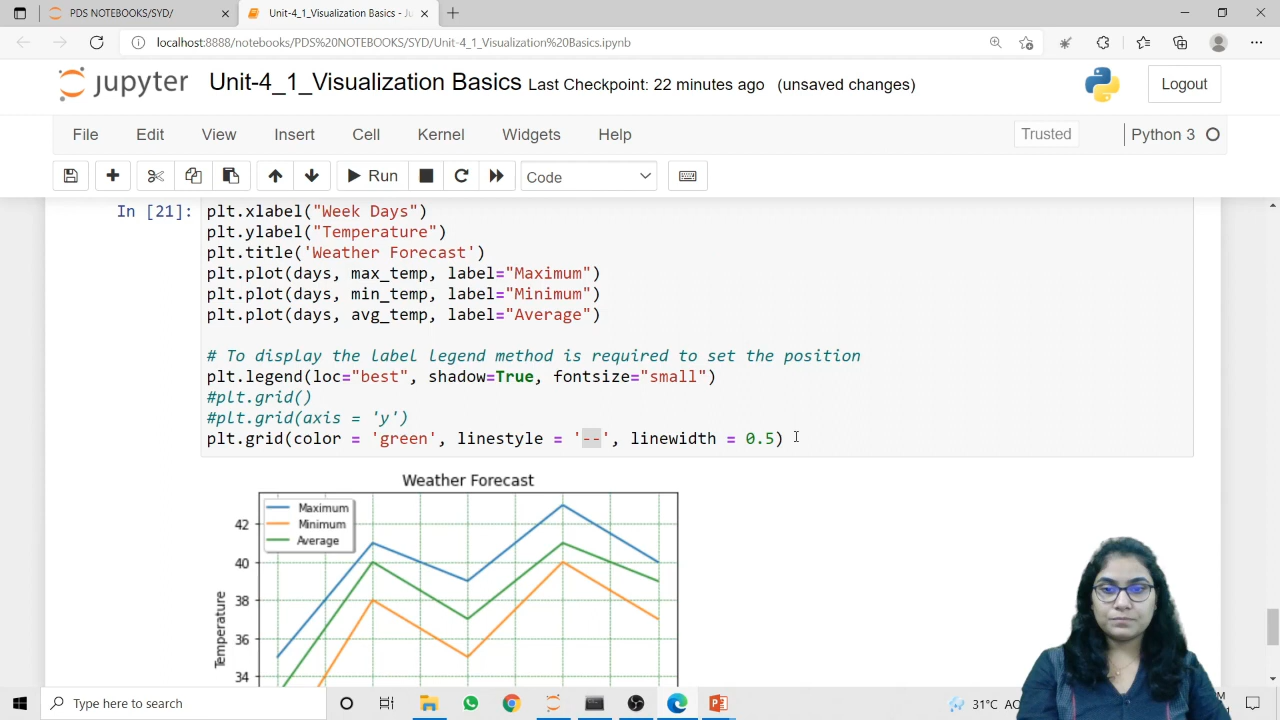 PDS NOTEBOOKS/SYD/
Unit-4_1_Visualization Basics - Ju
localhost:8888/notebooks/PDS%20NOTEBOOKS/SYD/Unit-4_1_Visualization%20Basics.ipynb
jupyter Unit-4_1_Visualization Basics Last Checkpoint: 22 minutes ago (unsaved changes)
Logout
File Edit View Insert Cell Kernel Widgets Help
Trusted
Python 3
Run
Code
In [21]:
plt.xlabel("Week Days")
plt.ylabel("Temperature")
plt.title('Weather Forecast')
plt.plot(days, max_temp, label="Maximum")
plt.plot(days, min_temp, label="Minimum")
plt.plot(days, avg_temp, label="Average")
# To display the label legend method is required to set the position
plt.legend(loc="best", shadow=True, fontsize="small")
#plt.grid()
#plt.grid(axis = 'y')
plt.grid(color = 'green', linestyle = '--', linewidth = 0.5)
Weather Forecast
Maximum
Minimum
Average
42
40
38
36
34
Temperature
Type here to search
31°C